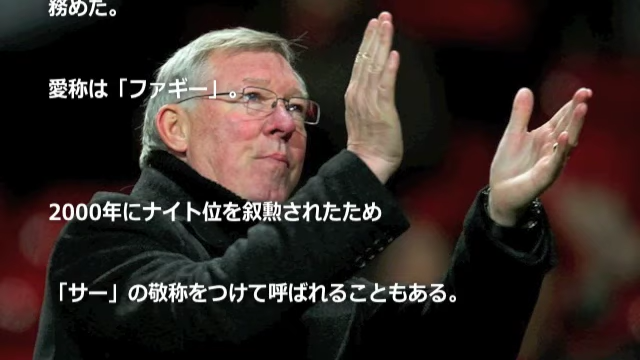 務めた。
愛称は「ファギー」。
2000年にナイト位を叙勲されたため
「サー」の敬称をつけて呼ばれることもある。